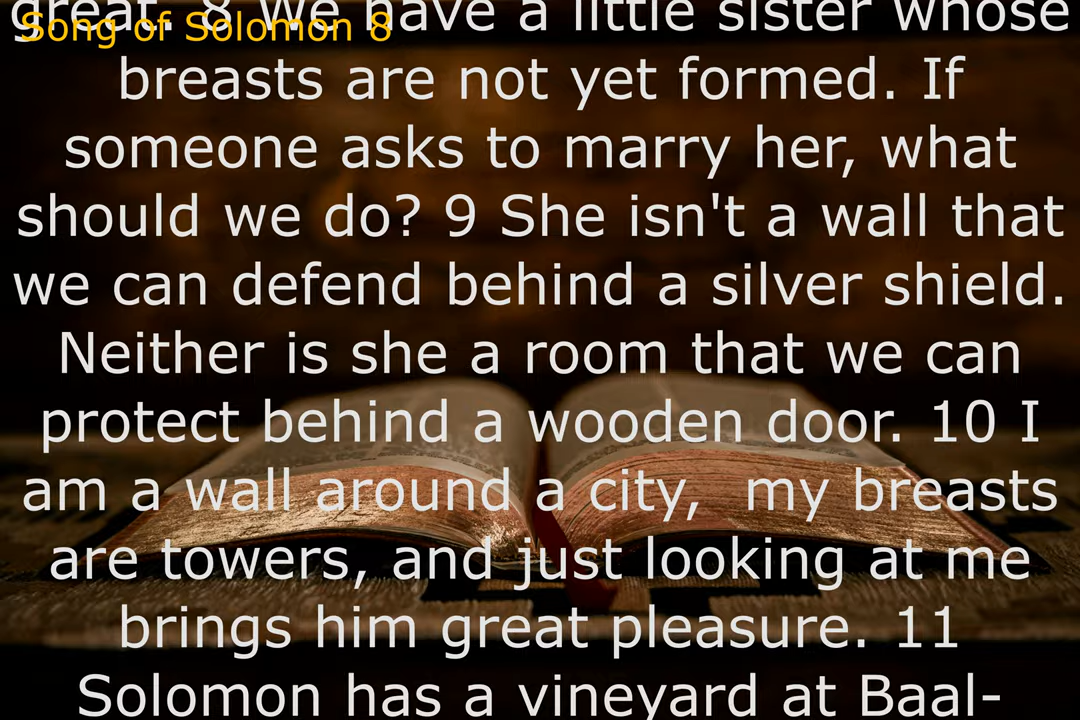 great. 8 We have a little sister whose
Song of Solomon 8
breasts are not yet formed. If
someone asks to marry her, what
should we do? 9 She isn't a wall that
we can defend behind a silver shield.
Neither is she a room that we can
protect behind a wooden door. 10 I
am a wall around a city,  my breasts
are towers, and just looking at me
brings him great pleasure. 11
Solomon has a vineyard at Baal-